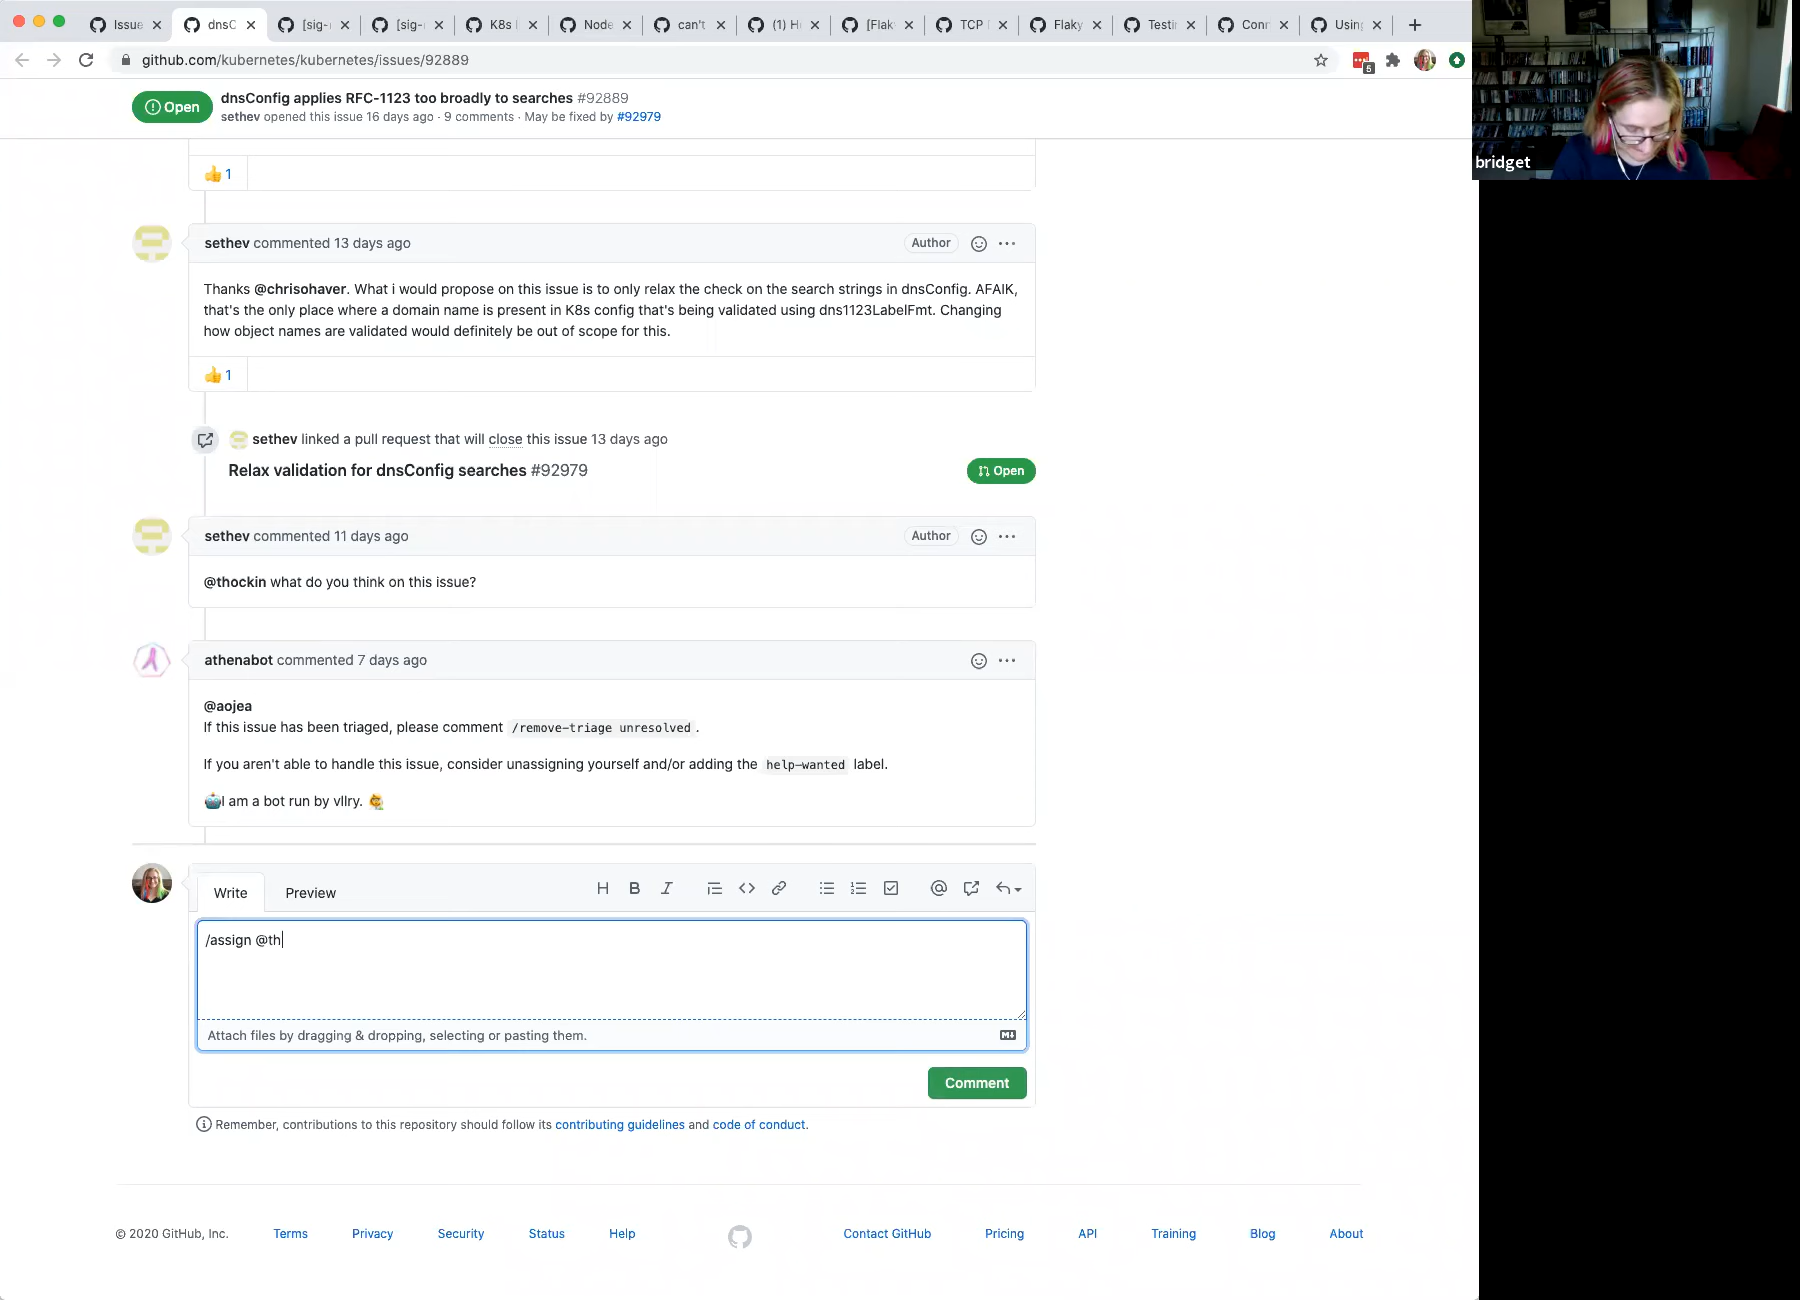 Issue
dnsC
[sig-
[sig-
K8s
Node
can't
(1) H
[Flak
TCP
Flaky
Testin
Conn
Using
github.com/kubernetes/kubernetes/issues/92889
6
Open
dnsConfig applies RFC-1123 too broadly to searches #92889
sethev opened this issue 16 days ago · 9 comments · May be fixed by #92979
bridget
👍 1
sethev commented 13 days ago
Author
Thanks @chrisohaver. What i would propose on this issue is to only relax the check on the search strings in dnsConfig. AFAIK,
that's the only place where a domain name is present in K8s config that's being validated using dns1123LabelFmt. Changing
how object names are validated would definitely be out of scope for this.
👍 1
sethev linked a pull request that will close this issue 13 days ago
Relax validation for dnsConfig searches #92979
Open
sethev commented 11 days ago
Author
@thockin what do you think on this issue?
athenabot commented 7 days ago
@aojea
If this issue has been triaged, please comment /remove-triage unresolved.
If you aren't able to handle this issue, consider unassigning yourself and/or adding the help-wanted label.
🤖I am a bot run by vllry. 👩‍🔬
Write
Preview
/assign @th
Attach files by dragging & dropping, selecting or pasting them.
Comment
Remember, contributions to this repository should follow its contributing guidelines and code of conduct.
© 2020 GitHub, Inc.
Terms
Privacy
Security
Status
Help
Contact GitHub
Pricing
API
Training
Blog
About